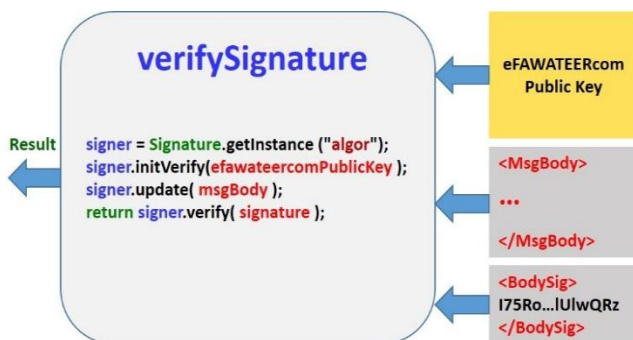 verifySignature
Result
signer = Signature.getInstance ("algor");
signer.initVerify(efawateercomPublicKey );
signer.update( msgBody );
return signer.verify( signature );
eFAWATEERcom
Public Key
<MsgBody>
...
</MsgBody>
<BodySig>
I75Ro...lUlwQRz
</BodySig>